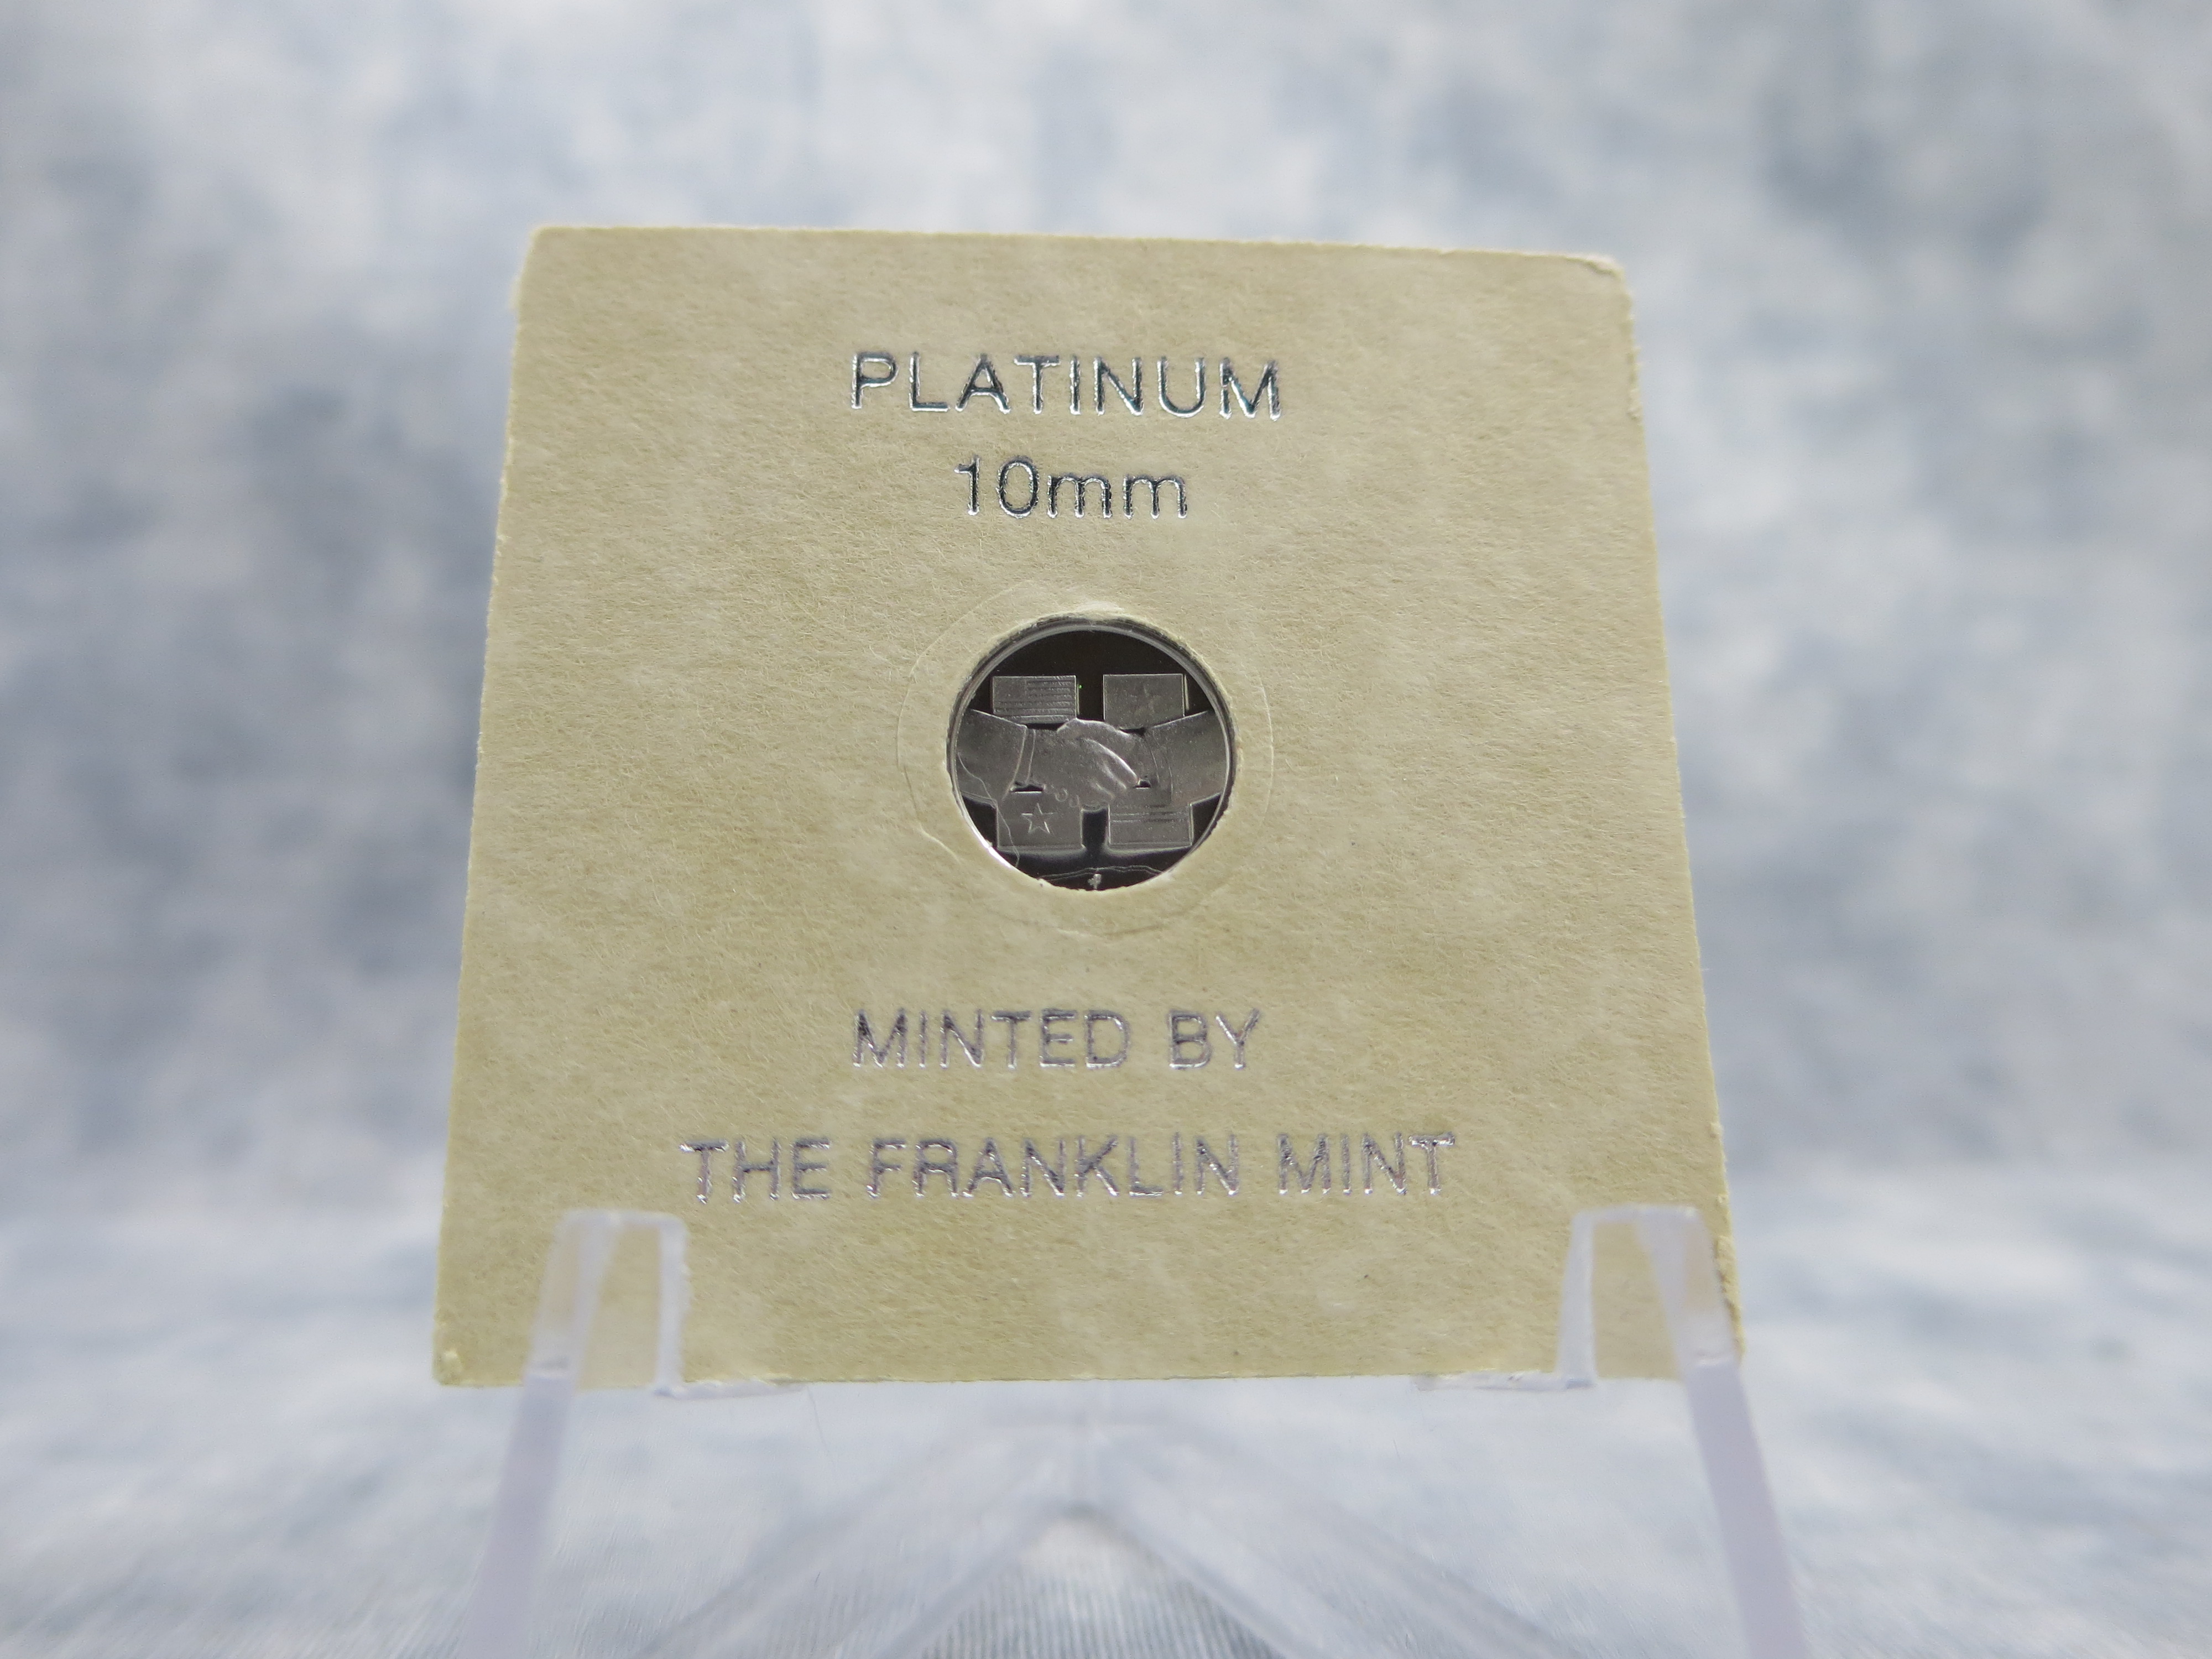 PLATINUM
10mm
MINTED BY
THE FRANKLIN MINT